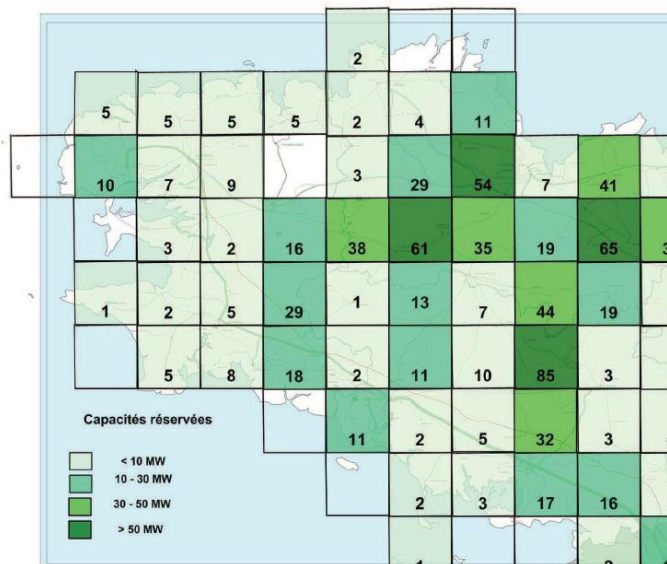 2
5 5 5 5 2 4 11
10 7 9 3 29 54 7 41
3 2 16 38 61 35 19 65 3
1 2 5 29 1 13 7 44 19
5 8 18 2 11 10 85 3
Capacités réservées
11 2 5 32 3
< 10 MW
10 - 30 MW
2 3 17 16
30 - 50 MW
> 50 MW